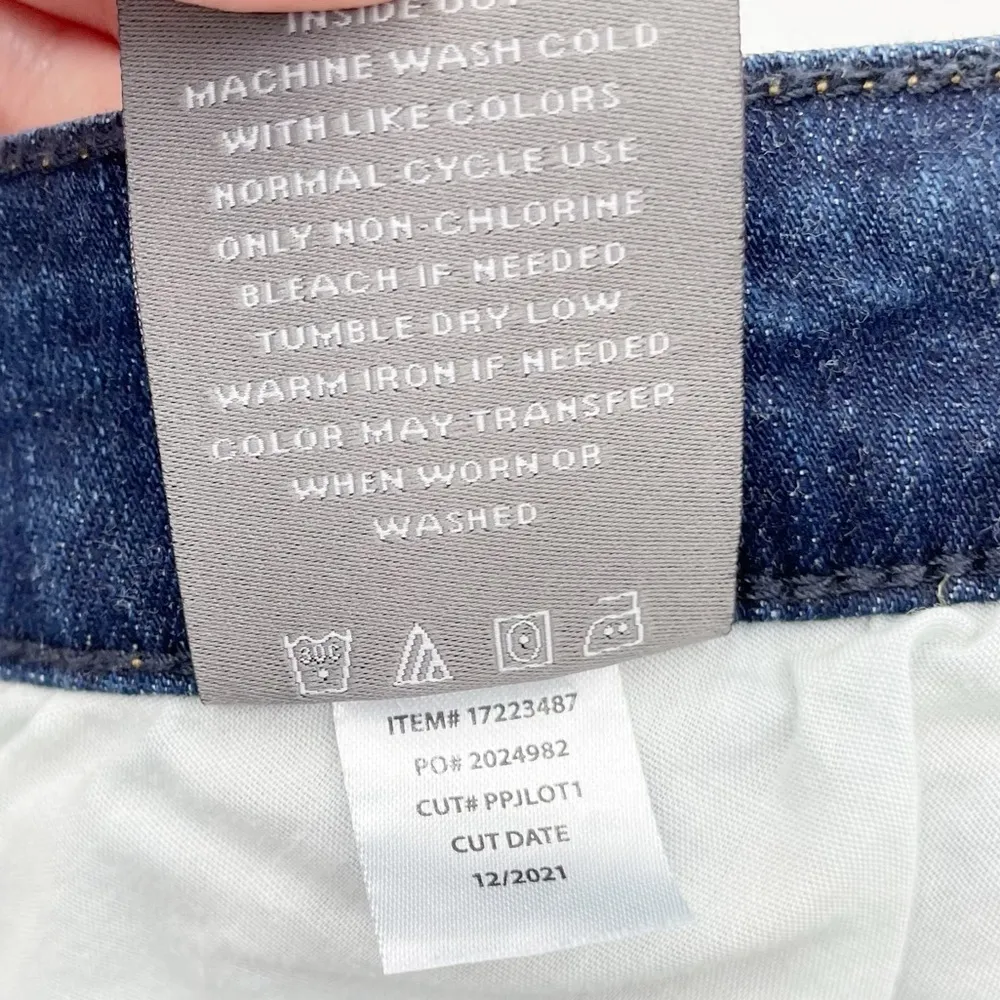 INSIDE OUT
MACHINE WASH COLD
WITH LIKE COLORS
NORMAL CYCLE USE
ONLY NON-CHLORINE
BLEACH IF NEEDED
TUMBLE DRY LOW
WARM IRON IF NEEDED
COLOR MAY TRANSFER
WHEN WORN OR
WASHED
30C
ITEM# 17223487
PO# 2024982
CUT# PPJLOT1
CUT DATE
12/2021